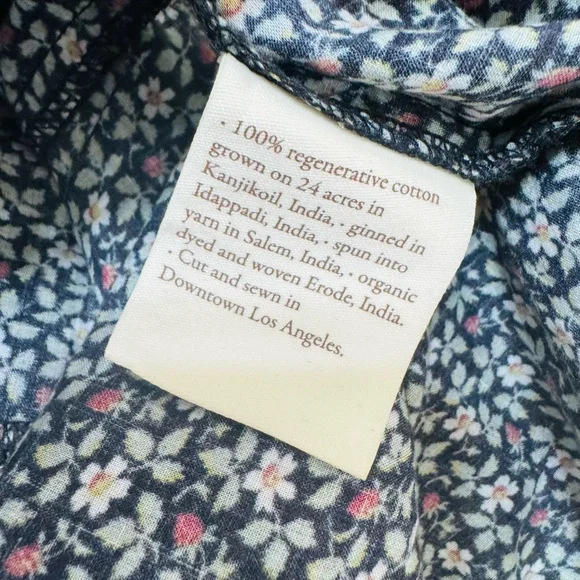 · 100% regenerative cotton
grown on 24 acres in
Kanjikoil, India, · ginned in
Idappadi, India, · spun into
yarn in Salem, India, · organic
dyed and woven Erode, India.
· Cut and sewn in
Downtown Los Angeles.